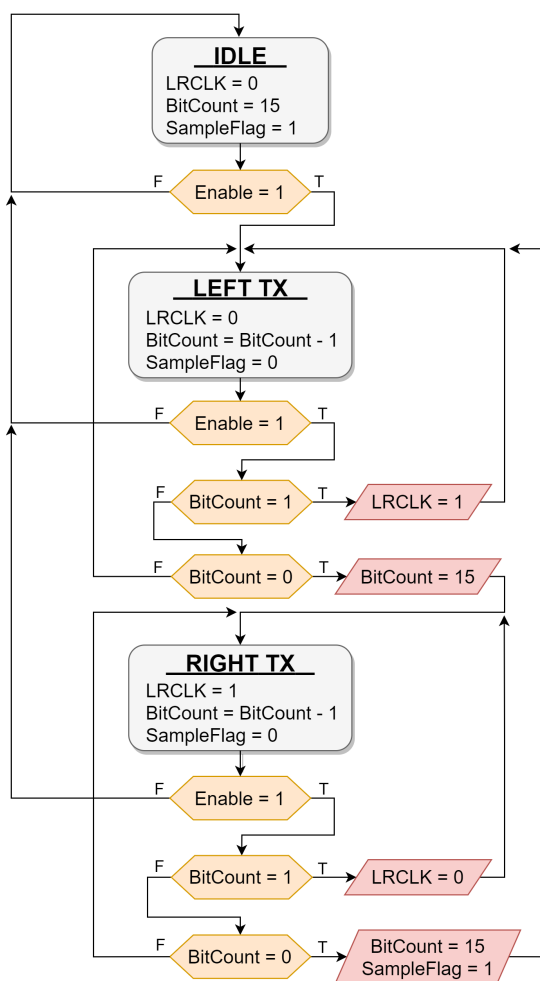 IDLE
LRCLK = 0
BitCount = 15
SampleFlag = 1
F
Enable = 1
T
LEFT TX
LRCLK = 0
BitCount = BitCount - 1
SampleFlag = 0
F
Enable = 1
T
F
BitCount = 1
T
LRCLK = 1
F
BitCount = 0
T
BitCount = 15
RIGHT TX
LRCLK = 1
BitCount = BitCount - 1
SampleFlag = 0
F
Enable = 1
T
F
BitCount = 1
T
LRCLK = 0
F
BitCount = 0
T
BitCount = 15
SampleFlag = 1